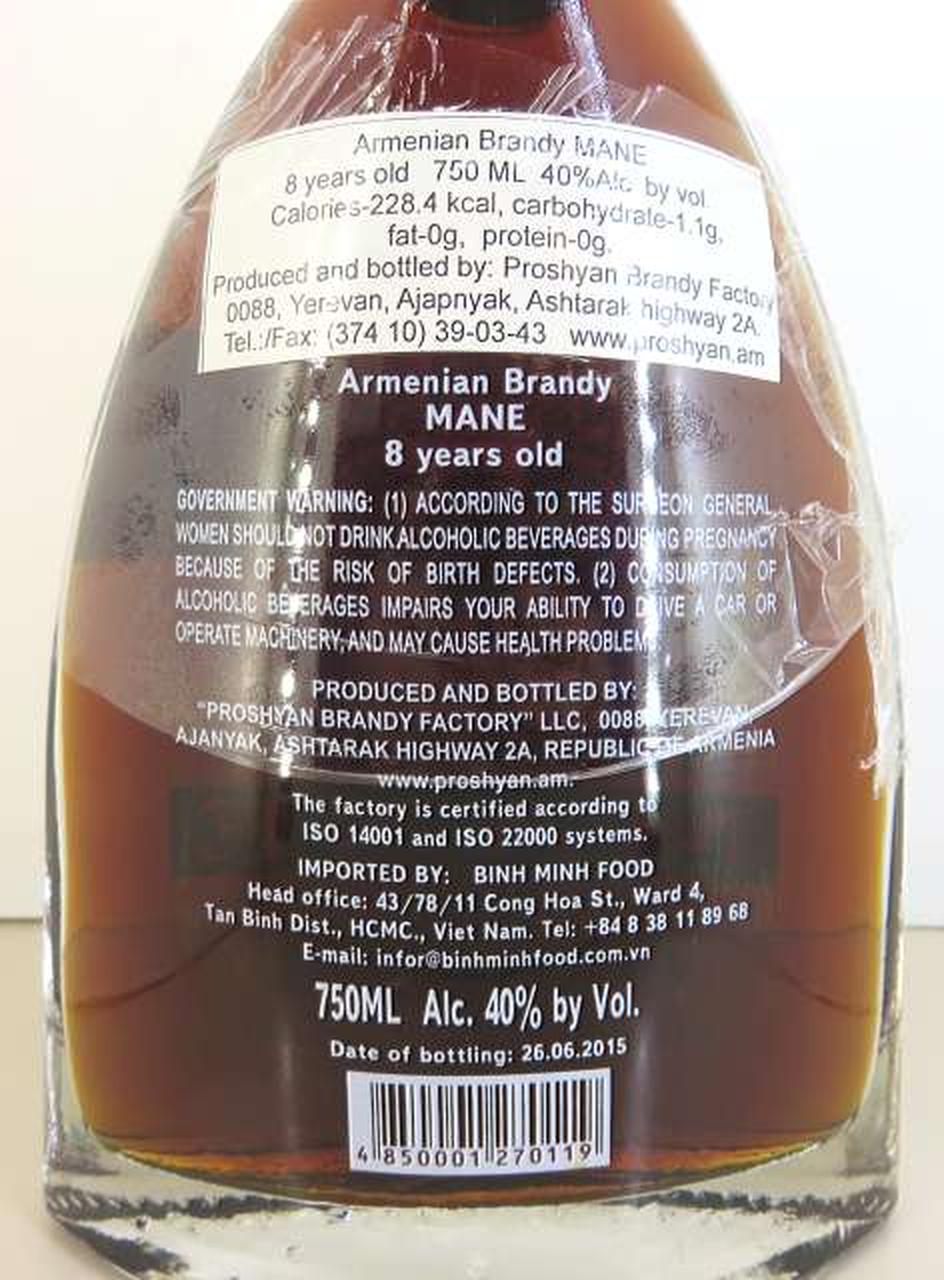 Armenian Brandy MANE
8 years old 750 ML 40%Alc. by vol.
Calories-228.4 kcal, carbohydrate-1.1g,
fat-0g, protein-0g.
Produced and bottled by: Proshyan Brandy Factory
0088, Yerevan, Ajapnyak, Ashtarak highway 2A.
Tel.:/Fax: (374 10) 39-03-43 www.proshyan.am
Armenian Brandy
MANE
8 years old
GOVERNMENT WARNING: (1) ACCORDING TO THE SURGEON GENERAL,
WOMEN SHOULD NOT DRINK ALCOHOLIC BEVERAGES DURING PREGNANCY
BECAUSE OF THE RISK OF BIRTH DEFECTS. (2) CONSUMPTION OF
ALCOHOLIC BEVERAGES IMPAIRS YOUR ABILITY TO DRIVE A CAR OR
OPERATE MACHINERY, AND MAY CAUSE HEALTH PROBLEMS.
PRODUCED AND BOTTLED BY:
"PROSHYAN BRANDY FACTORY" LLC, 0088, YEREVAN,
AJANYAK, ASHTARAK HIGHWAY 2A, REPUBLIC OF ARMENIA
www.proshyan.am.
The factory is certified according to
ISO 14001 and ISO 22000 systems.
IMPORTED BY: BINH MINH FOOD
Head office: 43/78/11 Cong Hoa St., Ward 4,
Tan Binh Dist., HCMC., Viet Nam. Tel: +84 8 38 11 89 68
E-mail: infor@binhminhfood.com.vn
750ML Alc. 40% by Vol.
Date of bottling: 26.06.2015
4 850001 270119